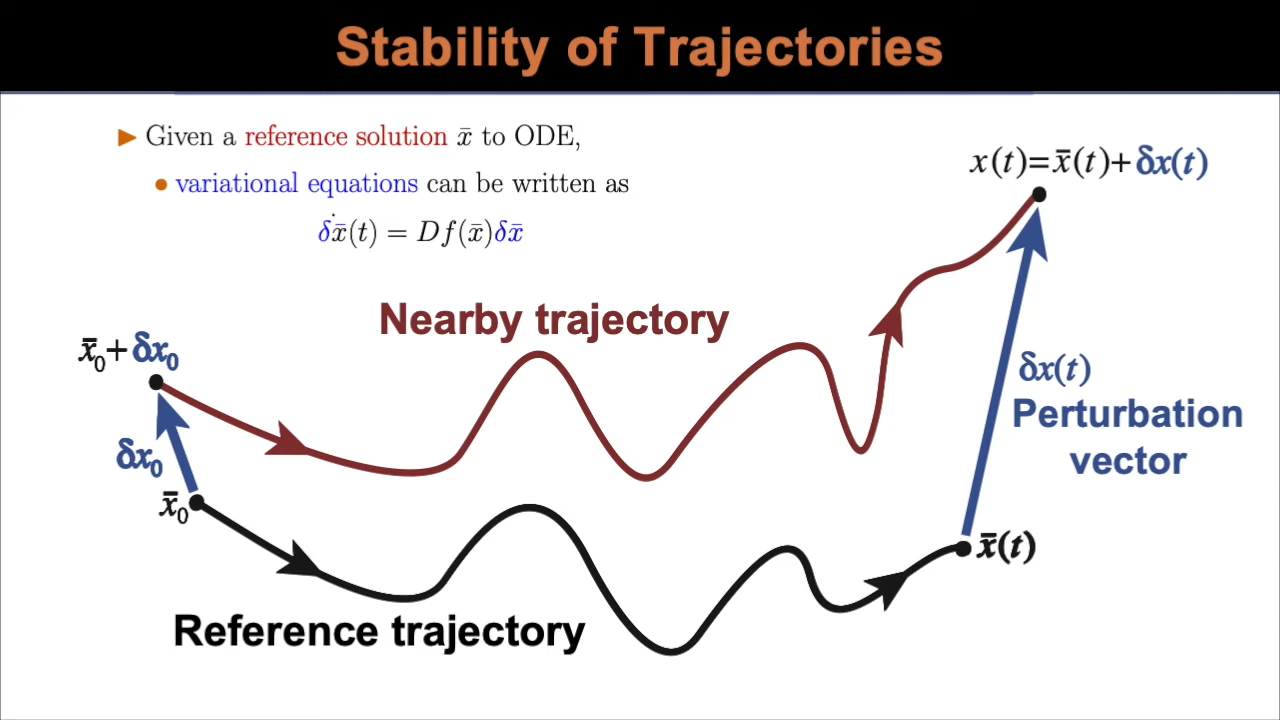 Stability of Trajectories
Given a reference solution x̄ to ODE,
variational equations can be written as
δẋ̄(t) = Df(x̄)δx̄
x(t)=x̄(t)+δx(t)
Nearby trajectory
x̄₀+δx₀
δx(t)
Perturbation
vector
δx₀
x̄₀
x̄(t)
Reference trajectory